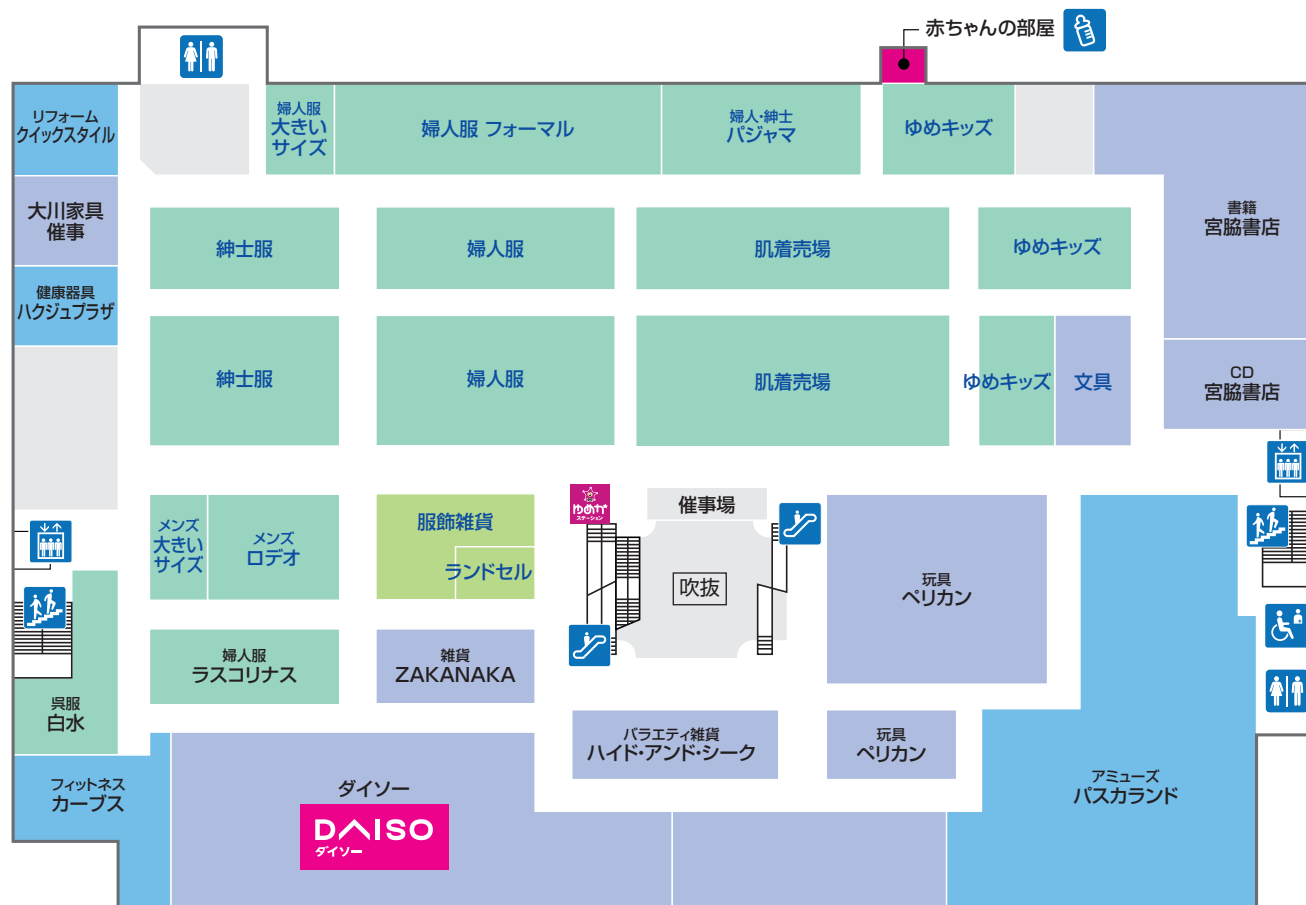 赤ちゃんの部屋
リフォーム
クイックスタイル
婦人服
大きい
サイズ
婦人服 フォーマル
婦人・紳士
パジャマ
ゆめキッズ
大川家具
催事
紳士服
婦人服
肌着売場
ゆめキッズ
書籍
宮脇書店
健康器具
ハクジュプラザ
紳士服
婦人服
肌着売場
ゆめキッズ
文具
CD
宮脇書店
メンズ
大きい
サイズ
メンズ
ロデオ
服飾雑貨
ランドセル
ゆめか
ステーション
催事場
吹抜
玩具
ペリカン
婦人服
ラスコリナス
雑貨
ZAKANAKA
呉服
白水
バラエティ雑貨
ハイド・アンド・シーク
玩具
ペリカン
フィットネス
カーブス
ダイソー
DAISO
ダイソー
アミューズ
パスカランド